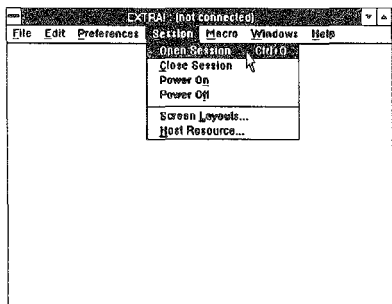 EXTRA! - (not connected)
File Edit Preferences Session Macro Windows Help
Open Session Ctrl+O
Close Session
Power On
Power Off
Screen Layouts...
Host Resource...